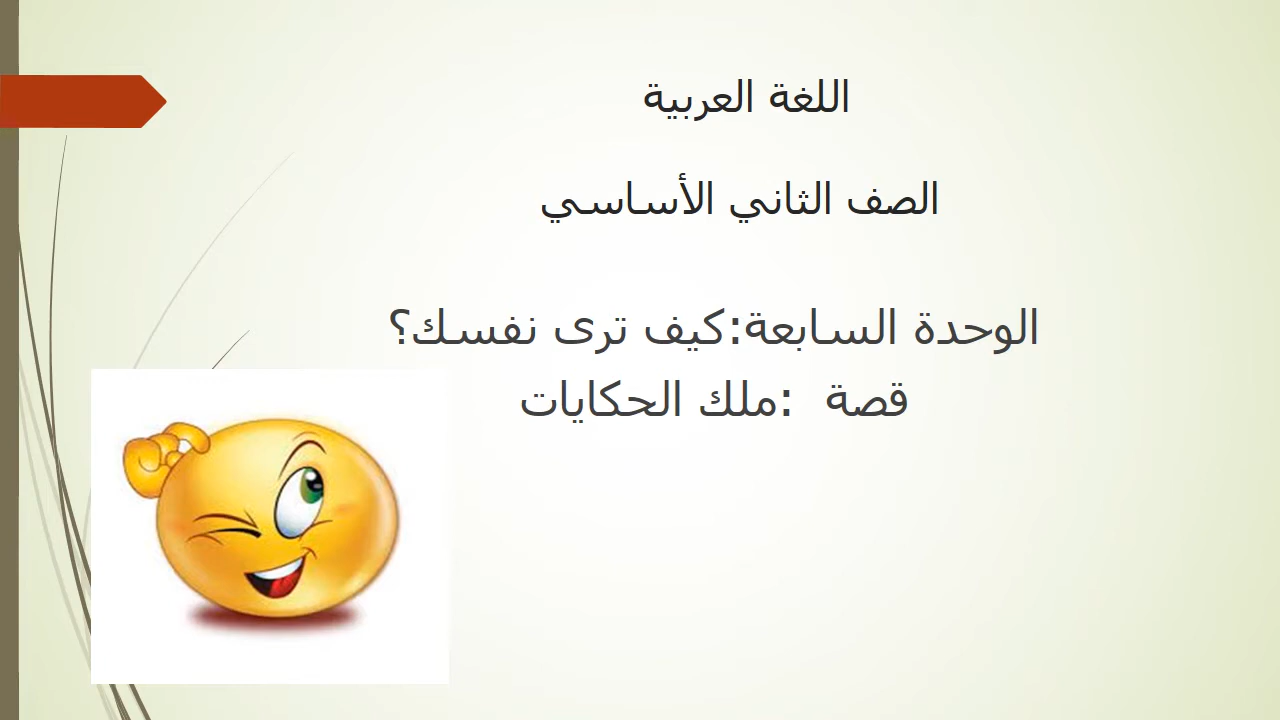 اللغة العربية
الصف الثاني الأساسي
الوحدة السابعة:كيف ترى نفسك؟
قصة :ملك الحكايات